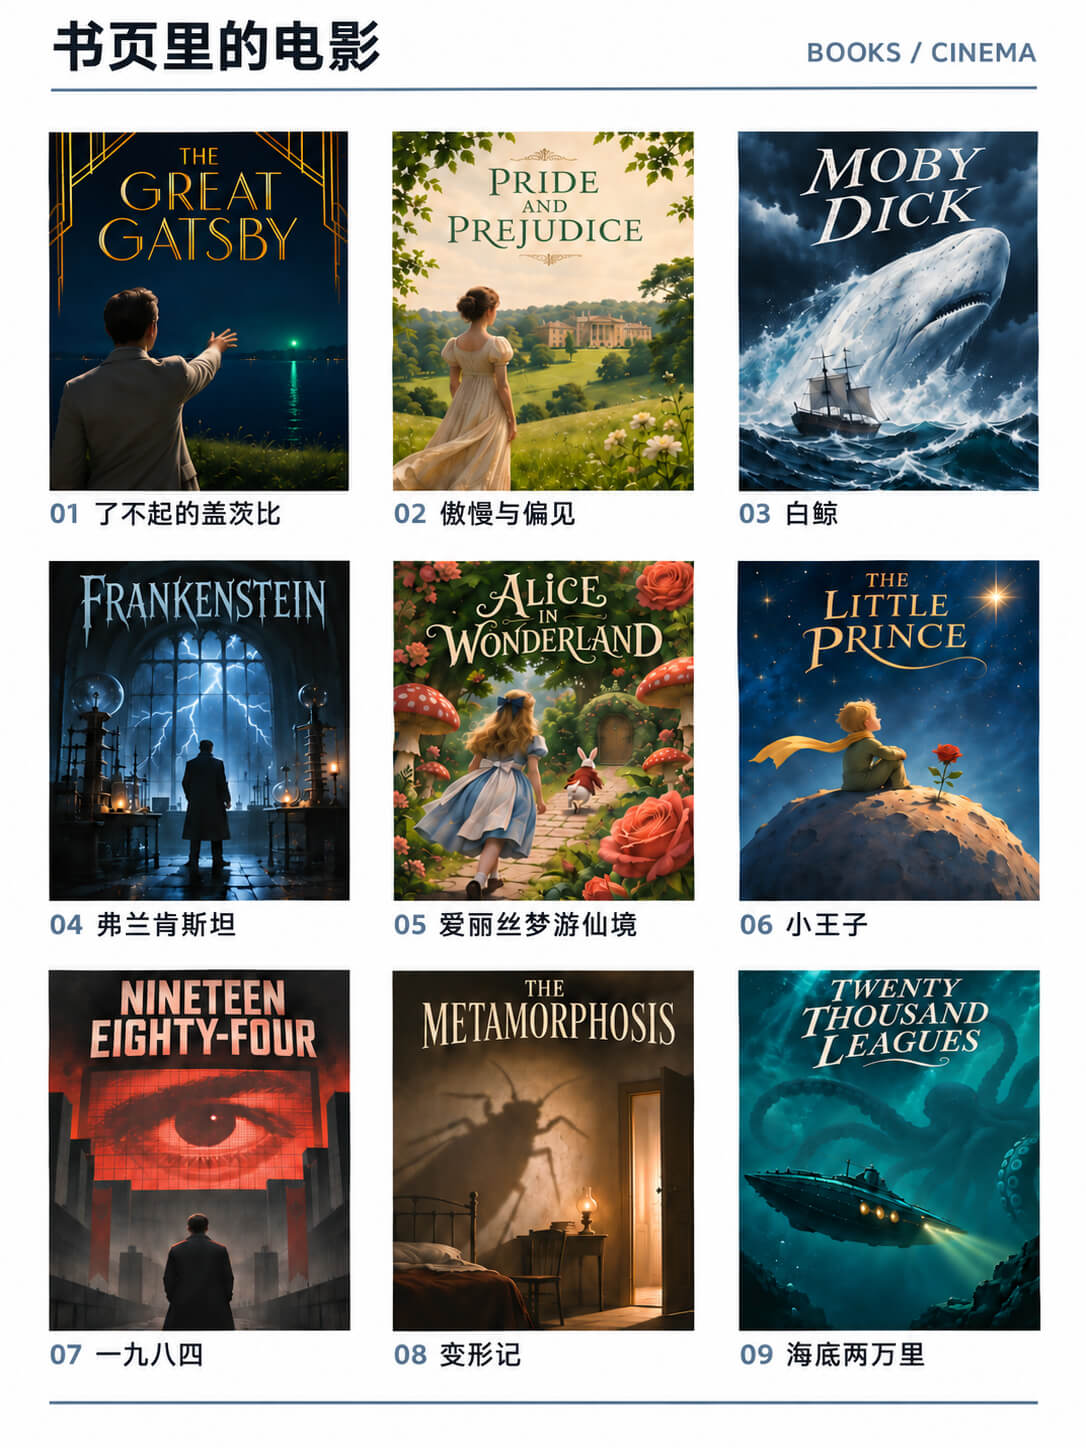 书页里的电影
BOOKS / CINEMA
THE
GREAT
GATSBY
01 了不起的盖茨比
PRIDE
AND
PREJUDICE
02 傲慢与偏见
MOBY
DICK
03 白鲸
FRANKENSTEIN
04 弗兰肯斯坦
ALICE
IN
WONDERLAND
05 爱丽丝梦游仙境
THE
LITTLE
PRINCE
06 小王子
NINETEEN
EIGHTY-FOUR
07 一九八四
THE
METAMORPHOSIS
08 变形记
TWENTY
THOUSAND
LEAGUES
09 海底两万里